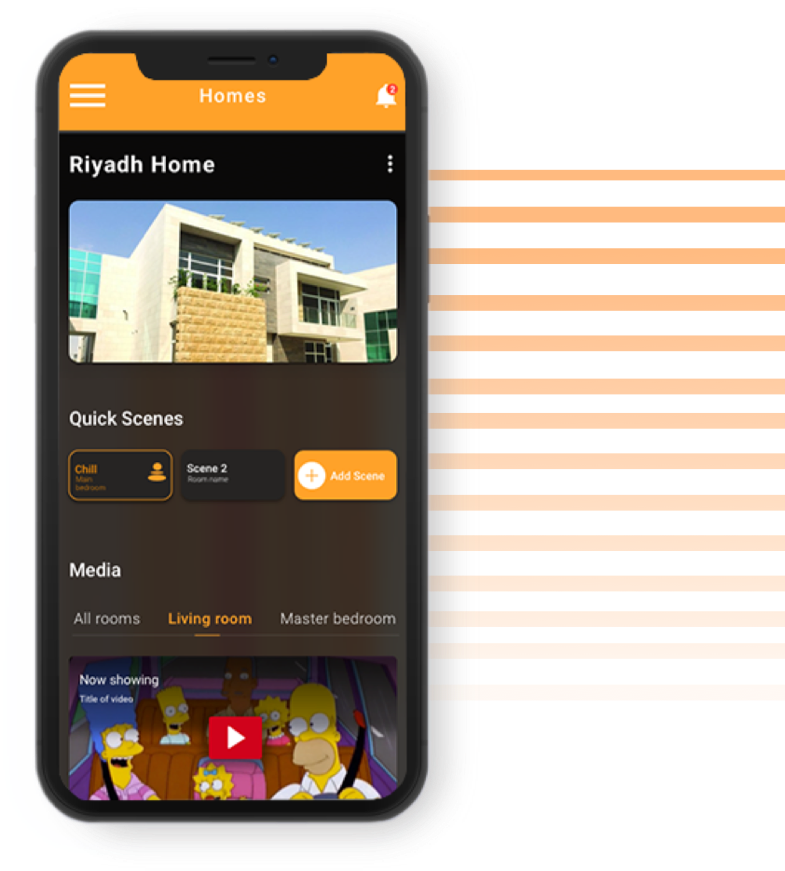 Homes
2
Riyadh Home
Quick Scenes
Chill
Main
bedroom
Scene 2
Room name
Add Scene
Media
All rooms
Living room
Master bedroom
Now showing
Title of video